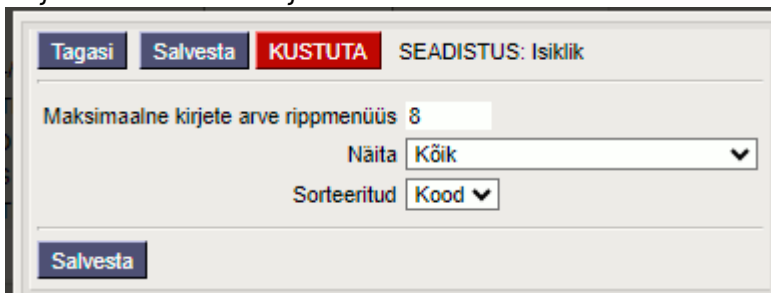 Tagasi Salvesta KUSTUTA SEADISTUS: Isiklik
Maksimaalne kirjete arve rippmenüüs 8
Näita Kõik
Sorteeritud Kood
Salvesta